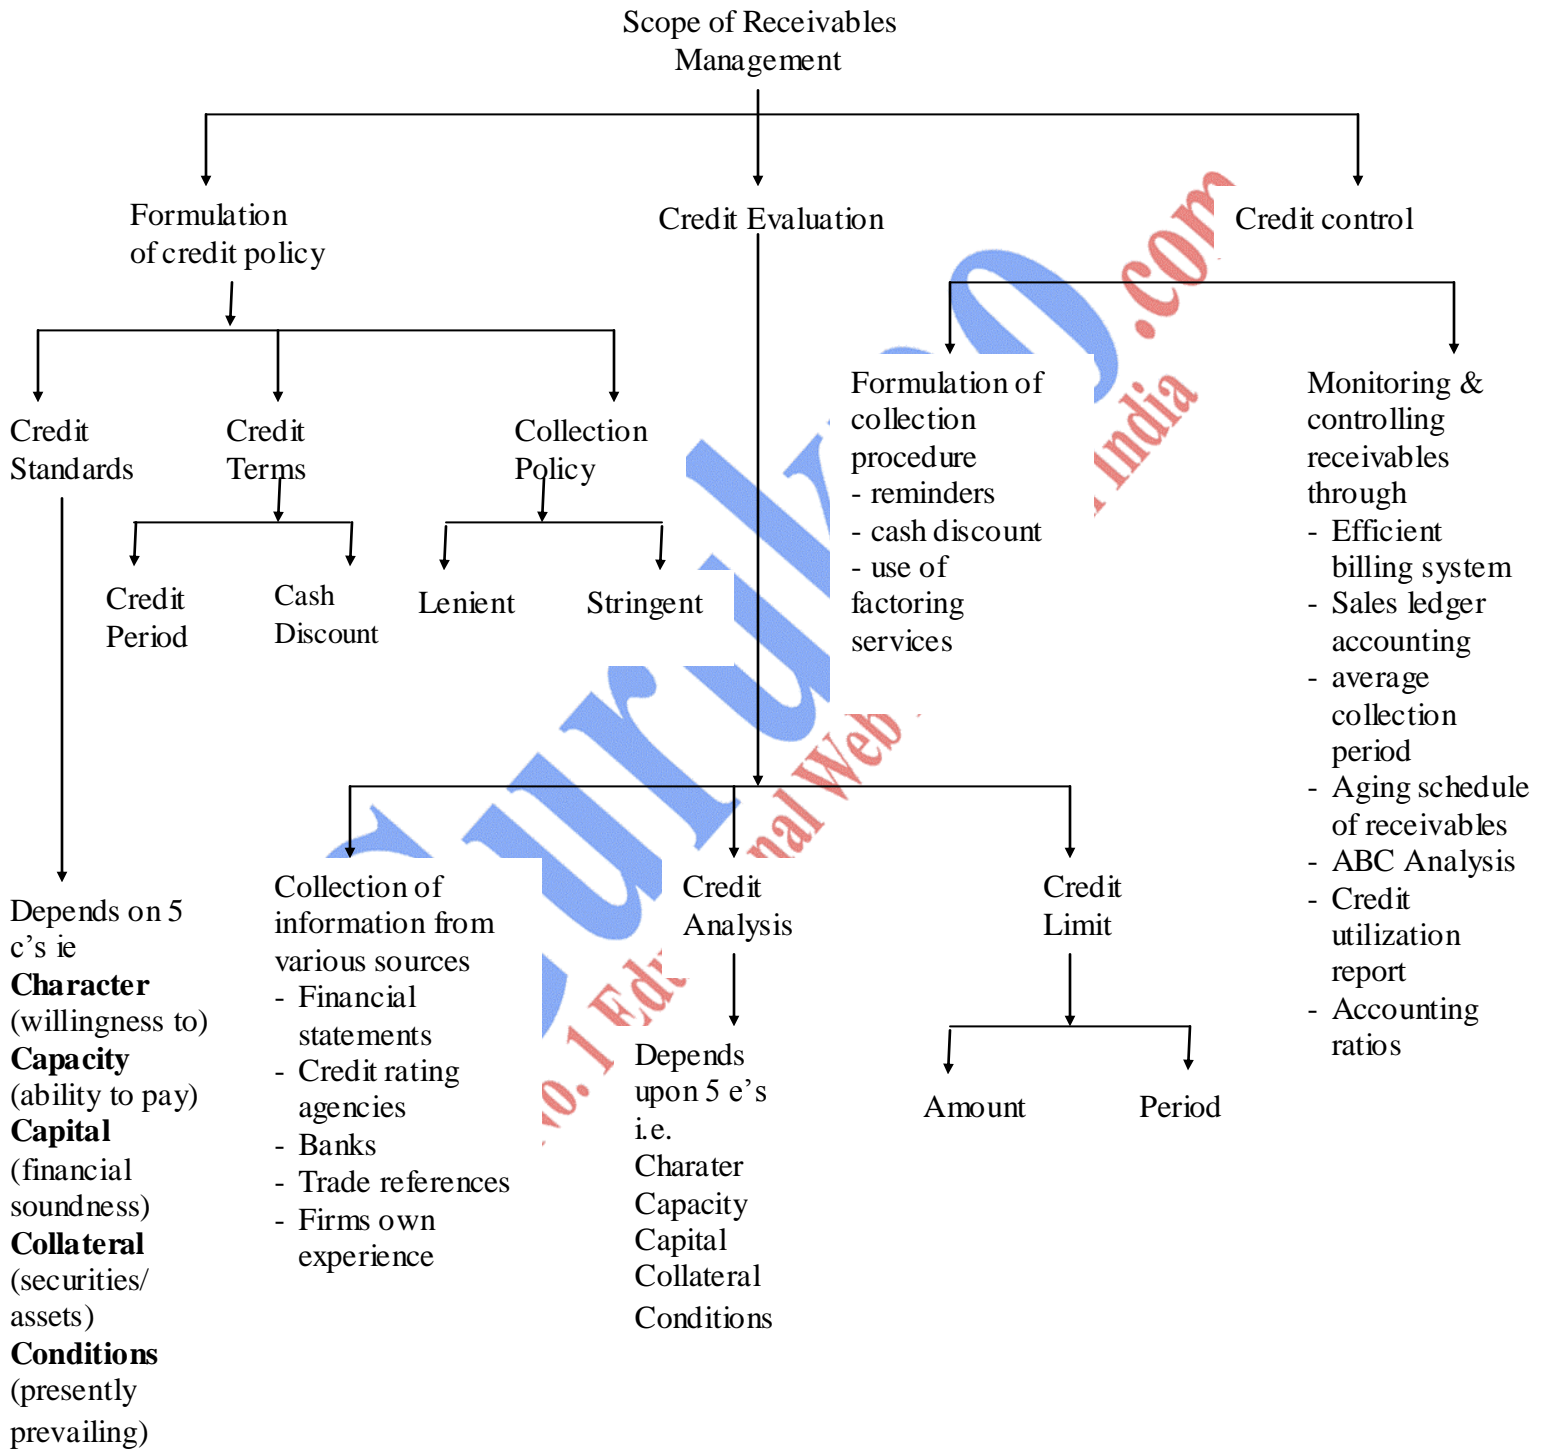 Scope of Receivables
Management
Formulation
of credit policy
Credit Evaluation
Credit control
Credit
Standards
Credit
Terms
Collection
Policy
Credit
Period
Cash
Discount
Lenient
Stringent
Formulation of
collection
procedure
- reminders
- cash discount
- use of
factoring
services
Monitoring &
controlling
receivables
through
- Efficient
billing system
- Sales ledger
accounting
- average
collection
period
- Aging schedule
of receivables
- ABC Analysis
- Credit
utilization
report
- Accounting
ratios
Depends on 5
c's ie
Character
(willingness to)
Capacity
(ability to pay)
Capital
(financial
soundness)
Collateral
(securities/
assets)
Conditions
(presently
prevailing)
Collection of
information from
various sources
- Financial
statements
- Credit rating
agencies
- Banks
- Trade references
- Firms own
experience
Credit
Analysis
Depends
upon 5 e's
i.e.
Charater
Capacity
Capital
Collateral
Conditions
Credit
Limit
Amount
Period
.com
No. 1
Web
India